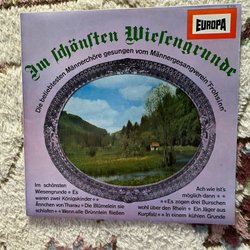 EUROPA
Im schönsten Wiesengrunde
Die beliebtesten Männerchöre gesungen vom Männergesangverein "Frohsinn"
Im schönsten
Wiesengrunde • Es
waren zwei Königskinder •
Ännchen von Tharau • Die Blümelein sie
schlafen • Wenn alle Brünnlein fließen
Ach wie ist's
möglich dann •
• Es zogen drei Burschen
wohl über den Rhein • Ein Jäger aus
Kurpfalz • In einem kühlen Grunde